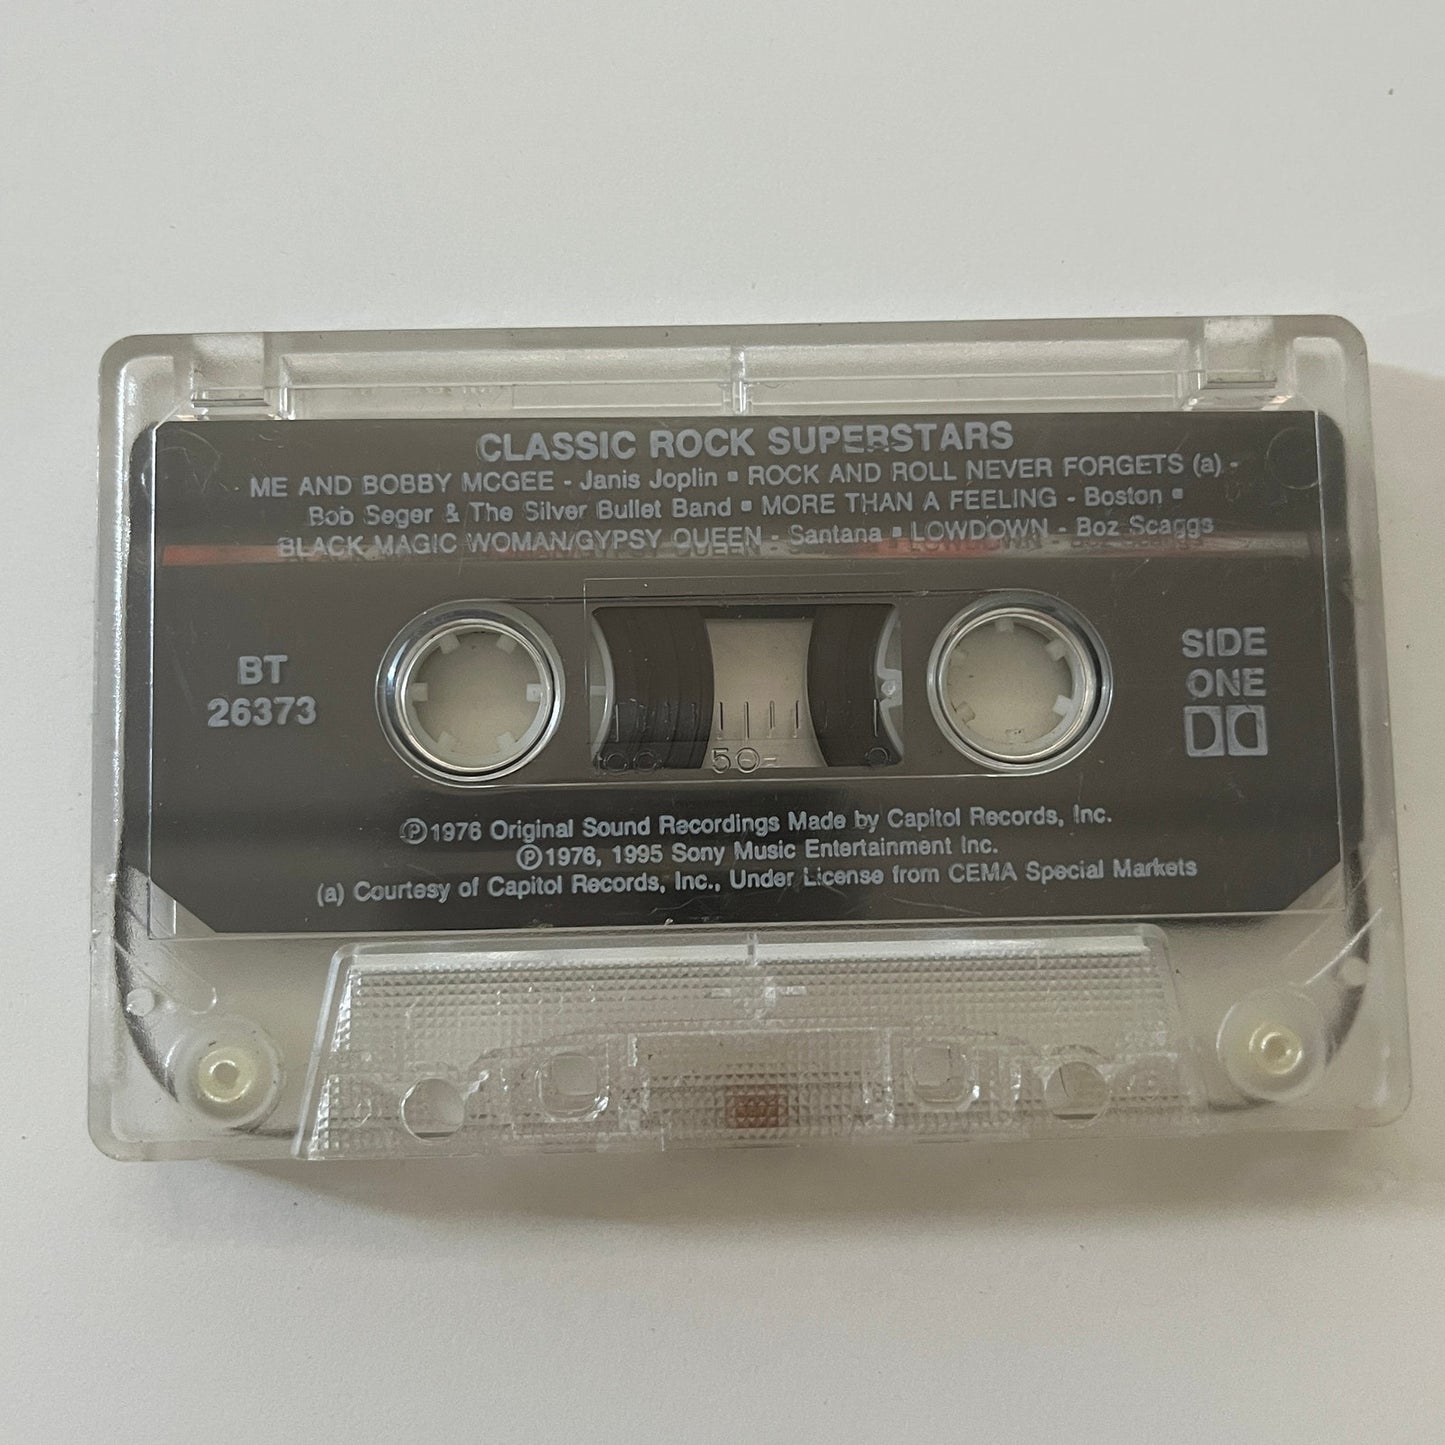 CLASSIC ROCK SUPERSTARS
ME AND BOBBY MCGEE - Janis Joplin ▪ ROCK AND ROLL NEVER FORGETS (a) -
Bob Seger & The Silver Bullet Band ▪ MORE THAN A FEELING - Boston ▪
BLACK MAGIC WOMAN/GYPSY QUEEN - Santana ▪ LOWDOWN - Boz Scaggs
BT
26373
SIDE
ONE
100 50 0
℗1976 Original Sound Recordings Made by Capitol Records, Inc.
℗1976, 1995 Sony Music Entertainment Inc.
(a) Courtesy of Capitol Records, Inc., Under License from CEMA Special Markets